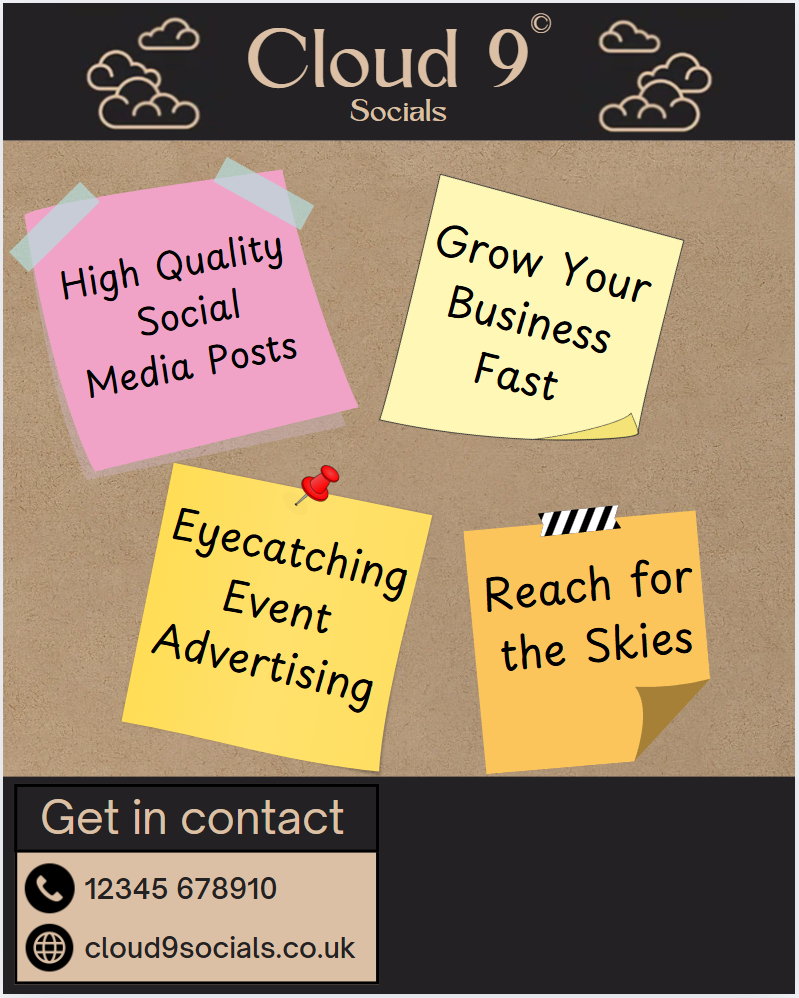 Cloud 9©
Socials
High Quality
Social
Media Posts
Grow Your
Business
Fast
Eyecatching
Event
Advertising
Reach for
the Skies
Get in contact
12345 678910
cloud9socials.co.uk